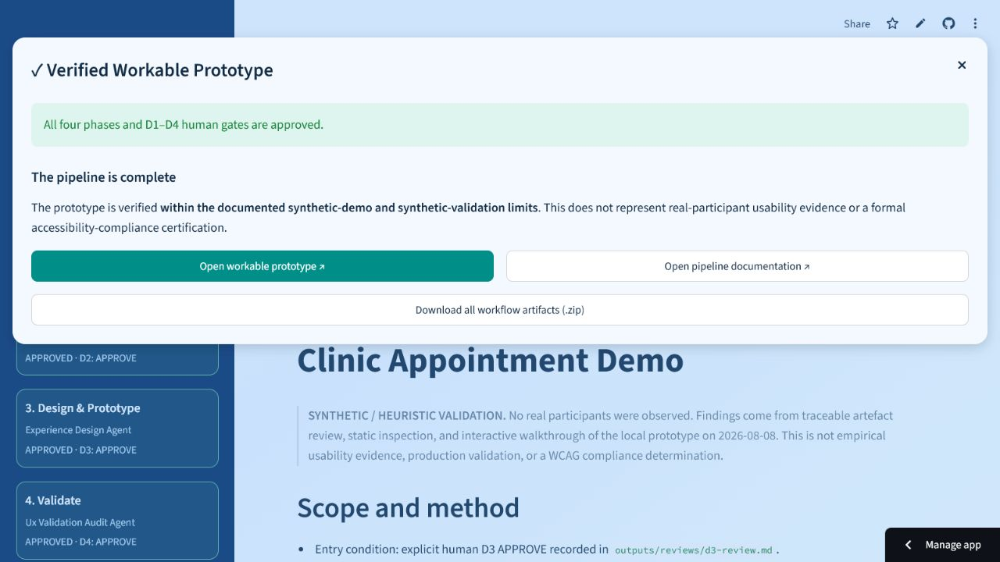 Share
✓ Verified Workable Prototype
All four phases and D1–D4 human gates are approved.
The pipeline is complete
The prototype is verified within the documented synthetic-demo and synthetic-validation limits. This does not represent real-participant usability evidence or a formal
accessibility-compliance certification.
Open workable prototype ↗
Open pipeline documentation ↗
Download all workflow artifacts (.zip)
APPROVED · D2: APPROVE
3. Design & Prototype
Experience Design Agent
APPROVED · D3: APPROVE
4. Validate
Ux Validation Audit Agent
APPROVED · D4: APPROVE
Clinic Appointment Demo
SYNTHETIC / HEURISTIC VALIDATION. No real participants were observed. Findings come from traceable artefact
review, static inspection, and interactive walkthrough of the local prototype on 2026-08-08. This is not empirical
usability evidence, production validation, or a WCAG compliance determination.
Scope and method
• Entry condition: explicit human D3 APPROVE recorded in outputs/reviews/d3-review.md .
Manage app